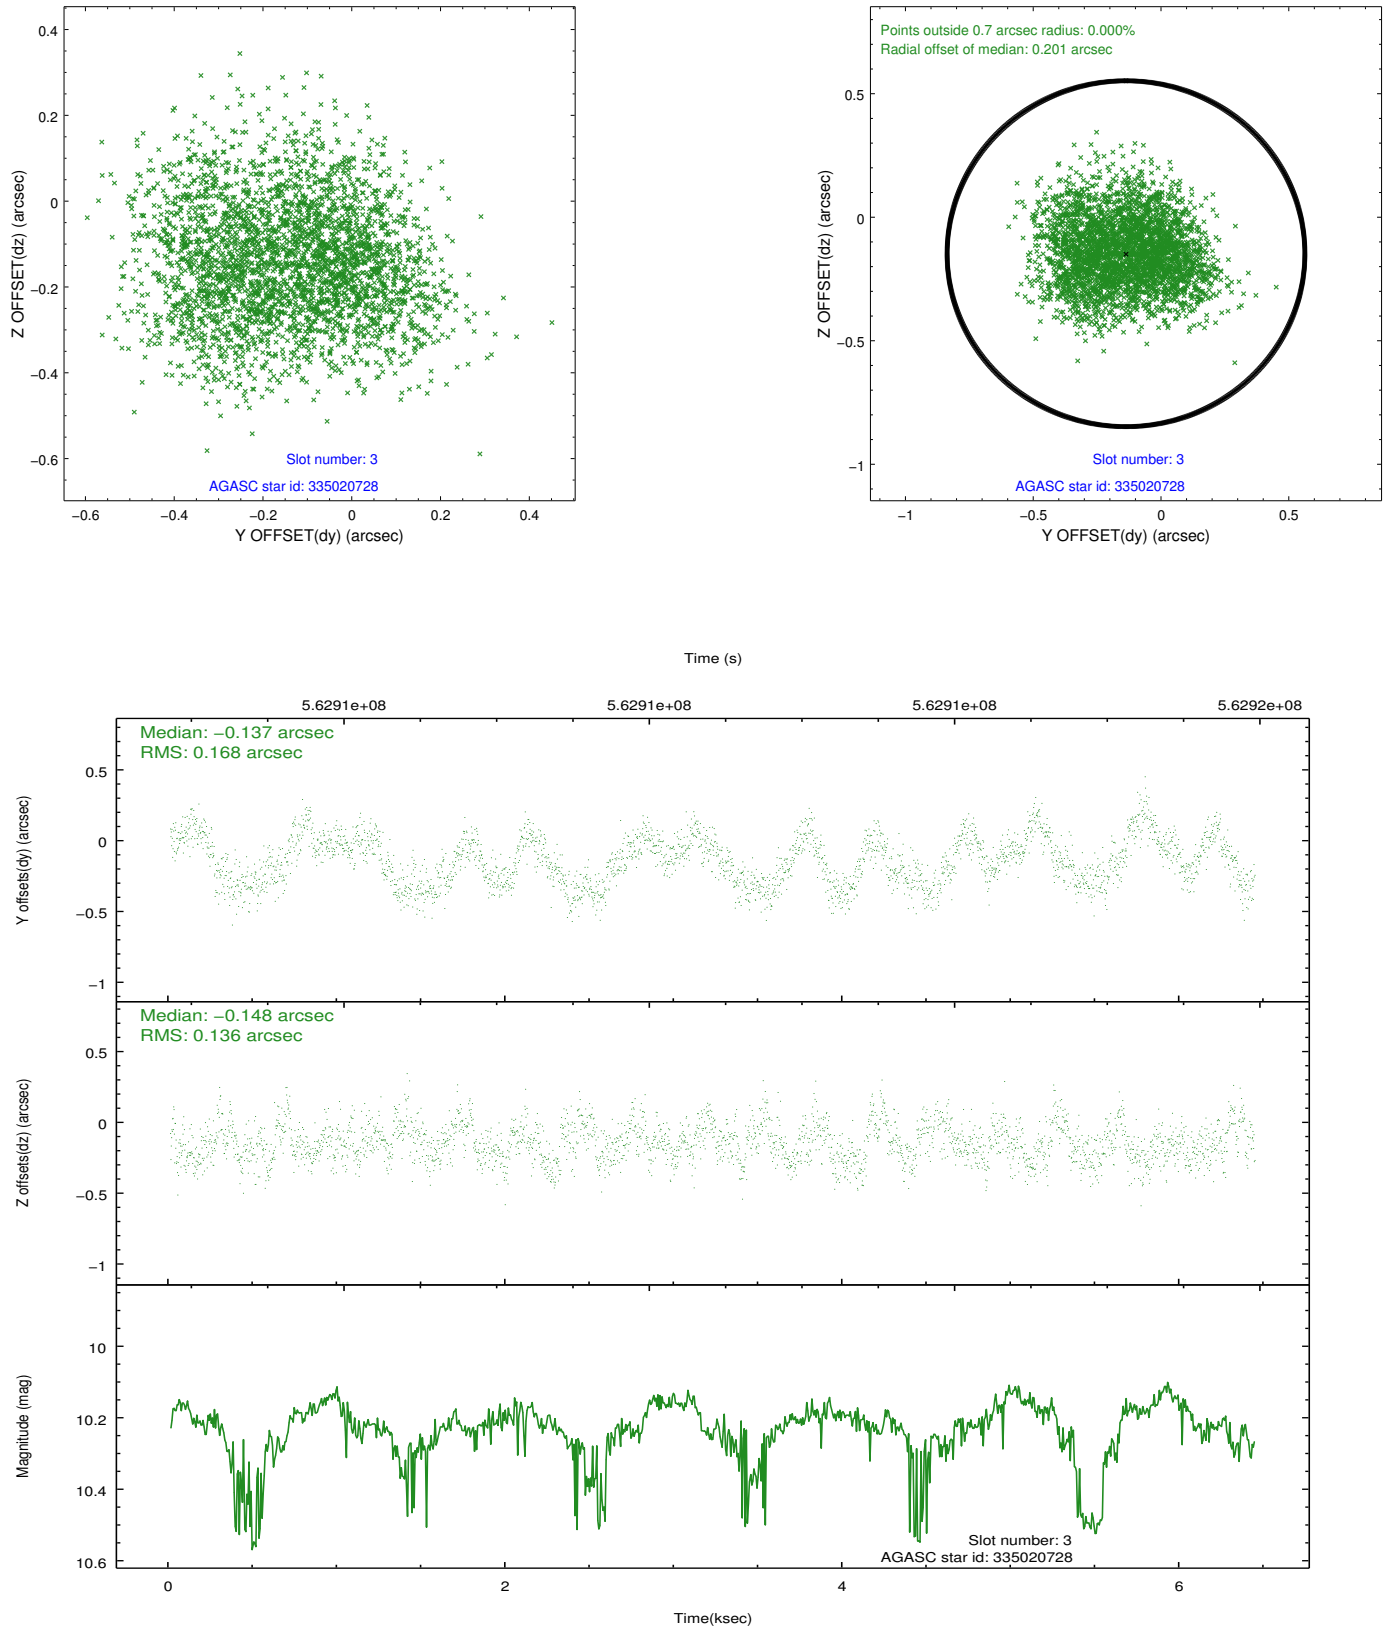 0.4
0.2
0
−0.2
−0.4
−0.6
Z OFFSET(dz) (arcsec)
Slot number: 3
AGASC star id: 335020728
−0.6 −0.4 −0.2 0 0.2 0.4
Y OFFSET(dy) (arcsec)
Points outside 0.7 arcsec radius: 0.000%
Radial offset of median: 0.201 arcsec
0.5
0
−0.5
−1
Z OFFSET(dz) (arcsec)
Slot number: 3
AGASC star id: 335020728
−1 −0.5 0 0.5
Y OFFSET(dy) (arcsec)
Time (s)
5.6291e+08 5.6291e+08 5.6291e+08 5.6292e+08
Median: −0.137 arcsec
RMS: 0.168 arcsec
0.5
0
−0.5
−1
Y offsets(dy) (arcsec)
Median: −0.148 arcsec
RMS: 0.136 arcsec
0.5
0
−0.5
−1
Z offsets(dz) (arcsec)
10
10.2
10.4
10.6
Magnitude (mag)
Slot number: 3
AGASC star id: 335020728
0 2 4 6
Time(ksec)